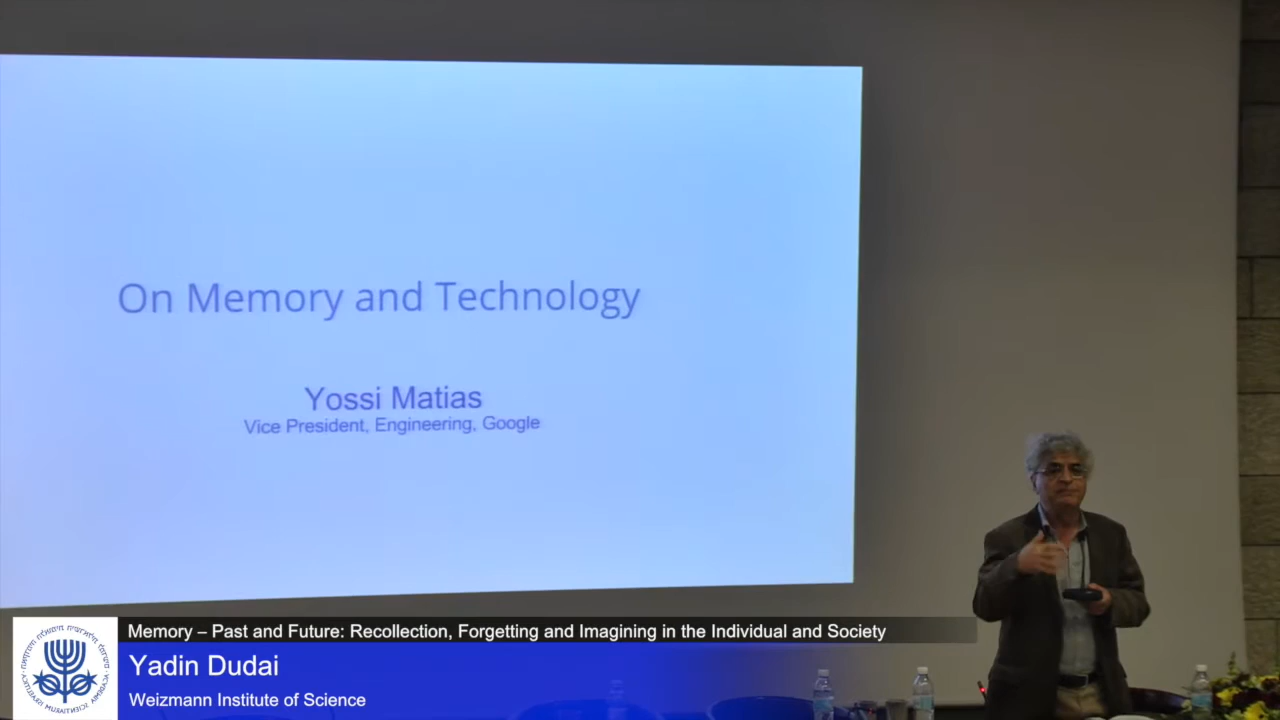 On Memory and Technology
Yossi Matias
Vice President, Engineering, Google
Memory – Past and Future: Recollection, Forgetting and Imagining in the Individual and Society
Yadin Dudai
Weizmann Institute of Science